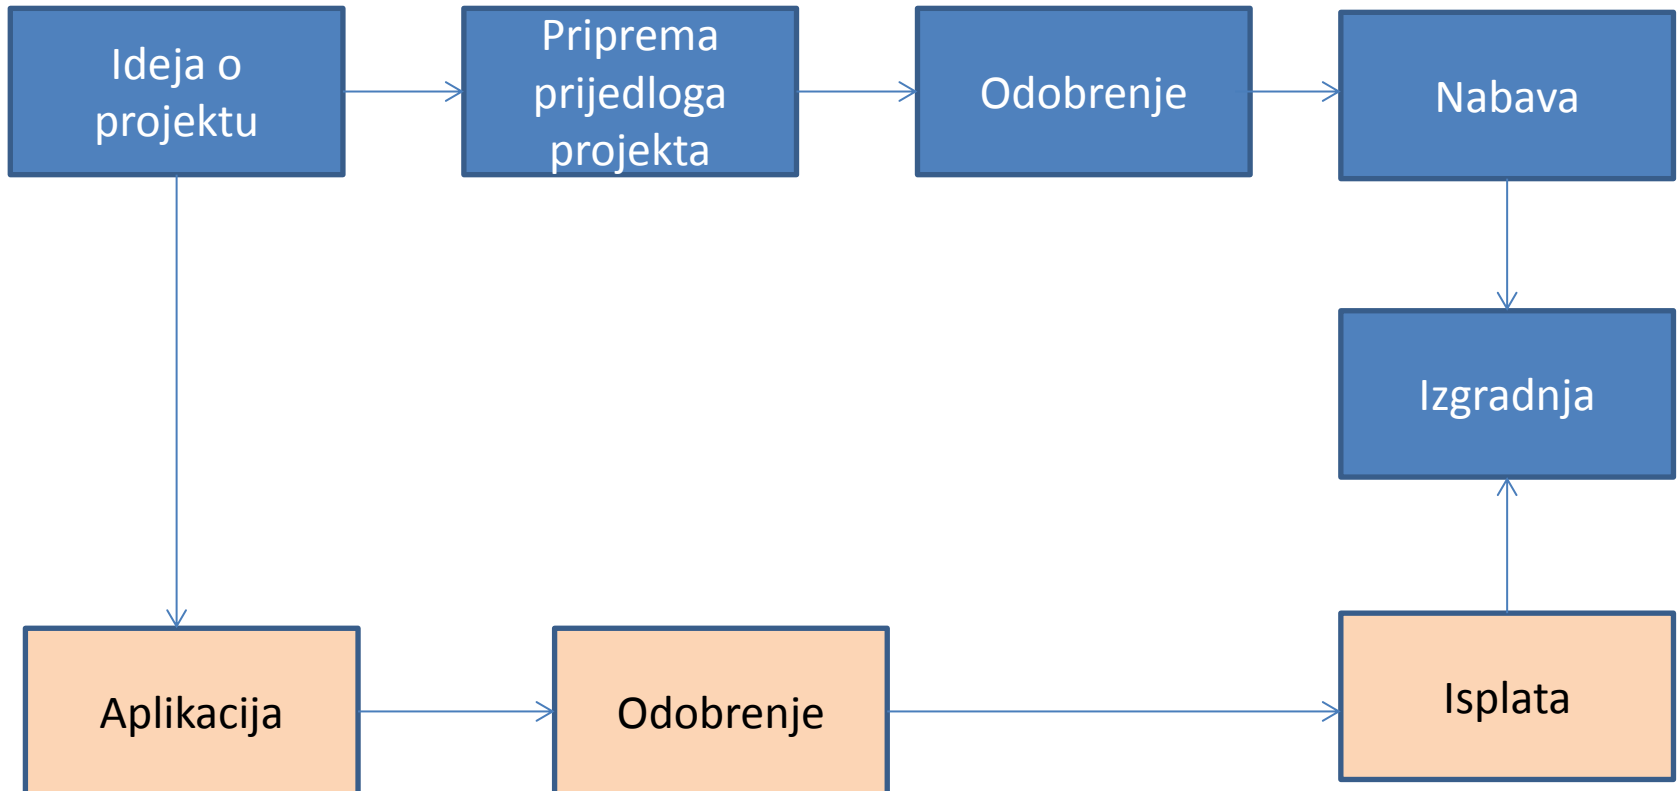 Ideja o
projektu
Priprema
prijedloga
projekta
Odobrenje
Nabava
Izgradnja
Aplikacija
Odobrenje
Isplata